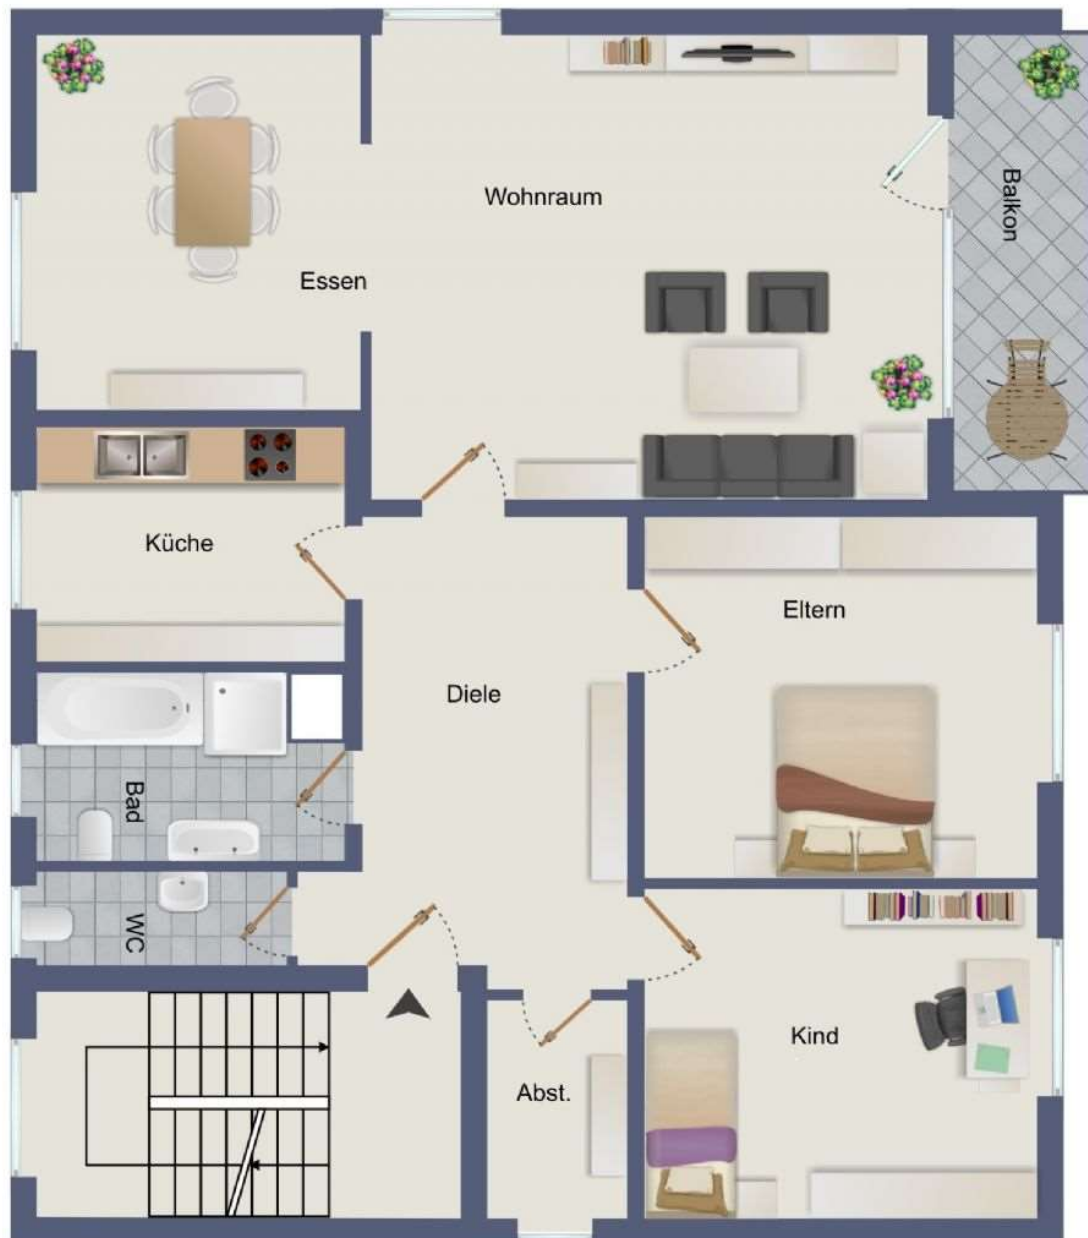 Wohnraum
Balkon
Essen
Küche
Eltern
Diele
Bad
WC
Kind
Abst.